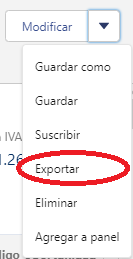 Modificar
Guardar como
IVA
Guardar
Suscribir
Exportar
Eliminar
Agregar a panel